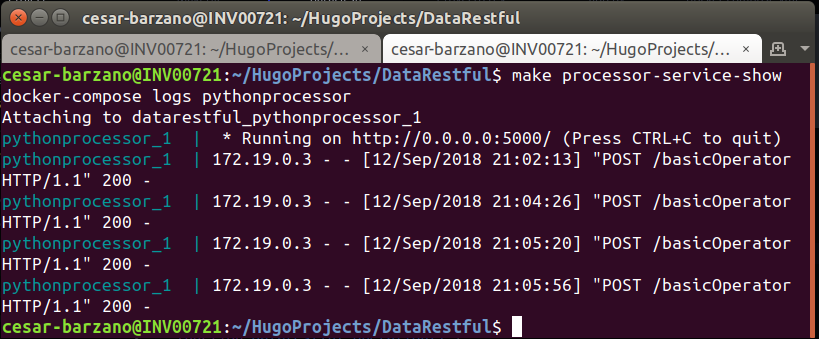 cesar-barzano@INV00721: ~/HugoProjects/DataRestful
cesar-barzano@INV00721: ~/HugoProjects/... × cesar-barzano@INV00721: ~/HugoProjects/... ×
cesar-barzano@INV00721:~/HugoProjects/DataRestful$ make processor-service-show
docker-compose logs pythonprocessor
Attaching to datarestful_pythonprocessor_1
pythonprocessor_1  |  * Running on http://0.0.0.0:5000/ (Press CTRL+C to quit)
pythonprocessor_1  | 172.19.0.3 - - [12/Sep/2018 21:02:13] "POST /basicOperator
HTTP/1.1" 200 -
pythonprocessor_1  | 172.19.0.3 - - [12/Sep/2018 21:04:26] "POST /basicOperator
HTTP/1.1" 200 -
pythonprocessor_1  | 172.19.0.3 - - [12/Sep/2018 21:05:20] "POST /basicOperator
HTTP/1.1" 200 -
pythonprocessor_1  | 172.19.0.3 - - [12/Sep/2018 21:05:56] "POST /basicOperator
HTTP/1.1" 200 -
cesar-barzano@INV00721:~/HugoProjects/DataRestful$